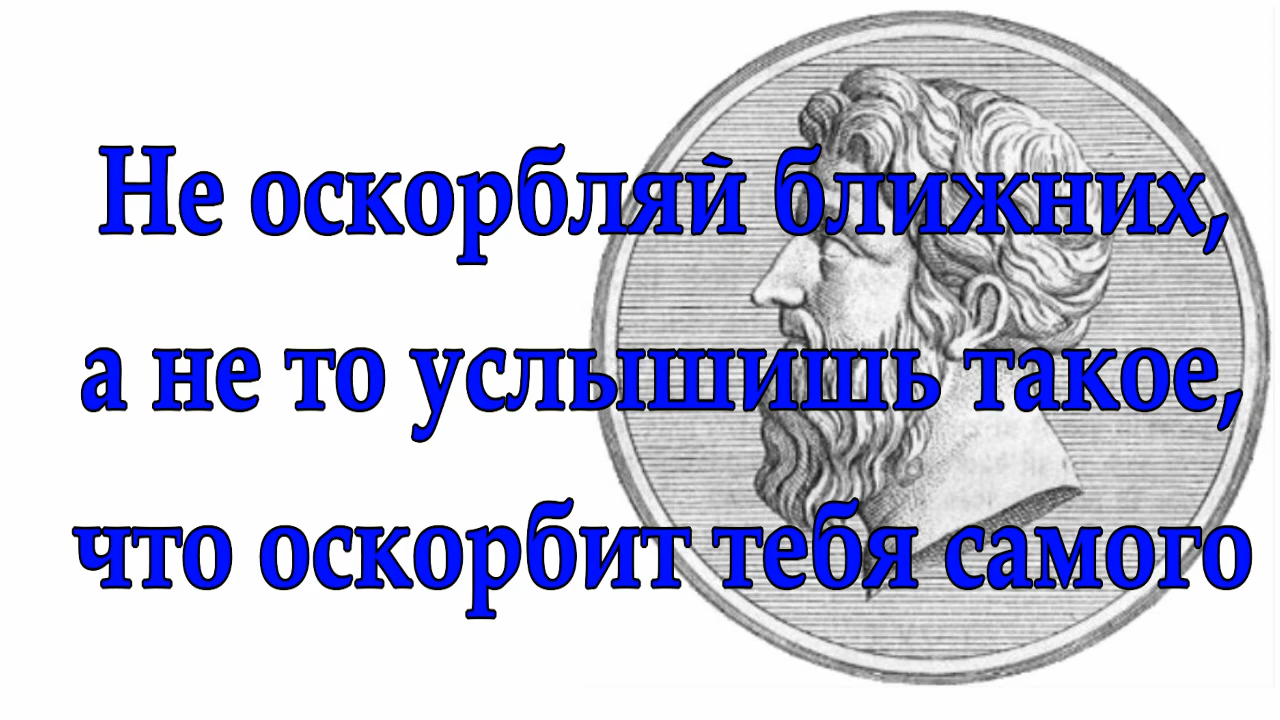 Не оскорбляй ближних,
а не то услышишь такое,
что оскорбит тебя самого